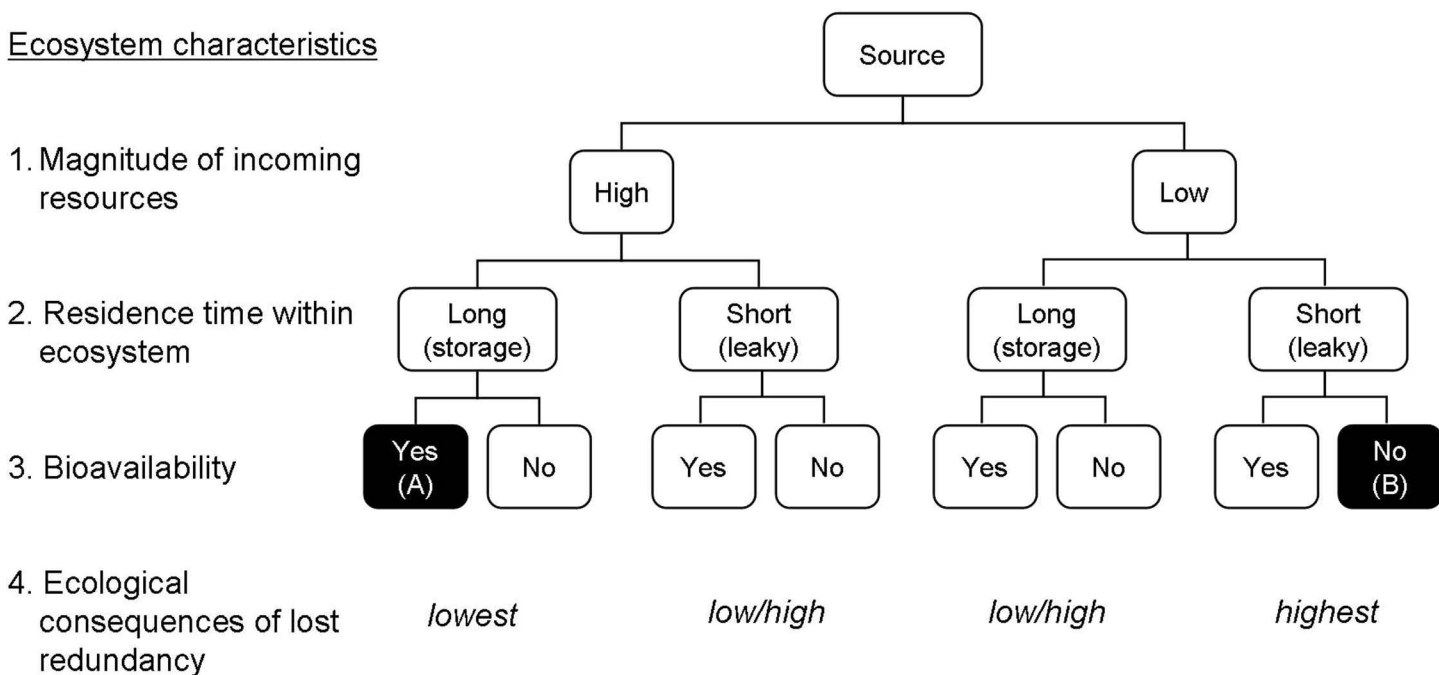 Ecosystem characteristics
Source
1. Magnitude of incoming
resources
High
Low
2. Residence time within
ecosystem
Long
(storage)
Short
(leaky)
Long
(storage)
Short
(leaky)
3. Bioavailability
Yes
(A)
No
Yes
No
Yes
No
Yes
No
(B)
4. Ecological
consequences of lost
redundancy
lowest
low/high
low/high
highest